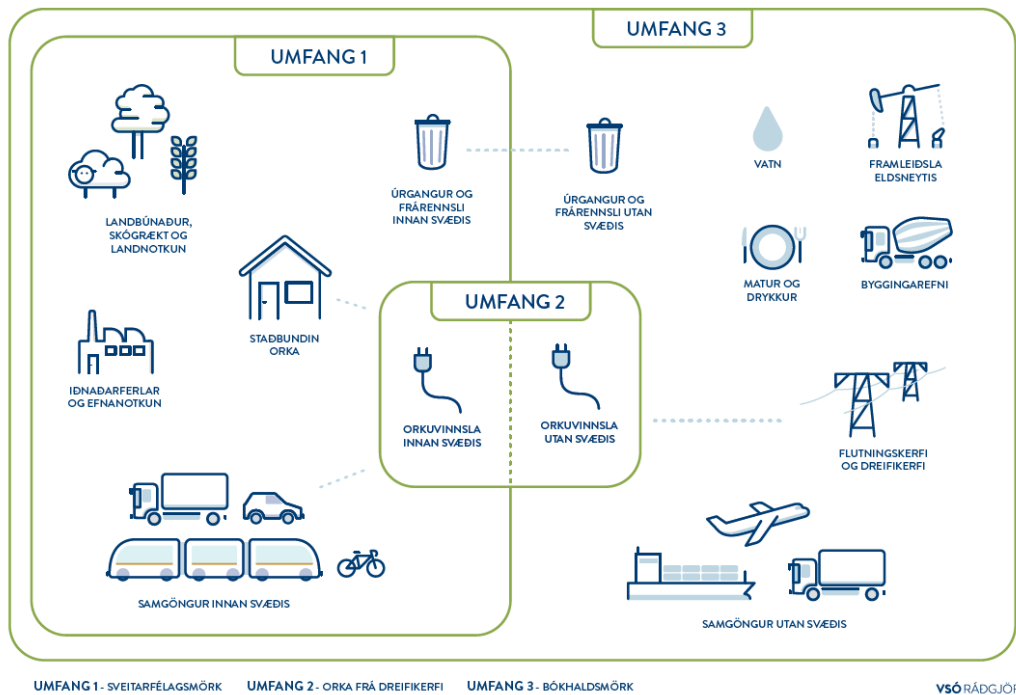 UMFANG 3
UMFANG 1
LANDBÚNAÐUR,
SKÓGRÆKT OG
LANDNOTKUN
ÚRGANGUR OG
FRÁRENNSLI
INNAN SVÆÐIS
ÚRGANGUR OG
FRÁRENNSLI UTAN
SVÆÐIS
VATN
FRAMLEIÐSLA
ELDSNEYTIS
MATUR OG
DRYKKUR
BYGGINGAREFNI
STAÐBUNDIN
ORKA
UMFANG 2
IÐNAÐARFERLAR
OG EFNANOTKUN
ORKUVINNSLA
INNAN SVÆÐIS
ORKUVINNSLA
UTAN SVÆÐIS
FLUTNINGSKERFI
OG DREIFIKERFI
SAMGÖNGUR INNAN SVÆÐIS
SAMGÖNGUR UTAN SVÆÐIS
UMFANG 1 - SVEITARFÉLAGSMÖRK UMFANG 2 - ORKA FRÁ DREIFIKERFI UMFANG 3 - BÓKHALDSMÖRK
VSÓ RÁÐGJÖF